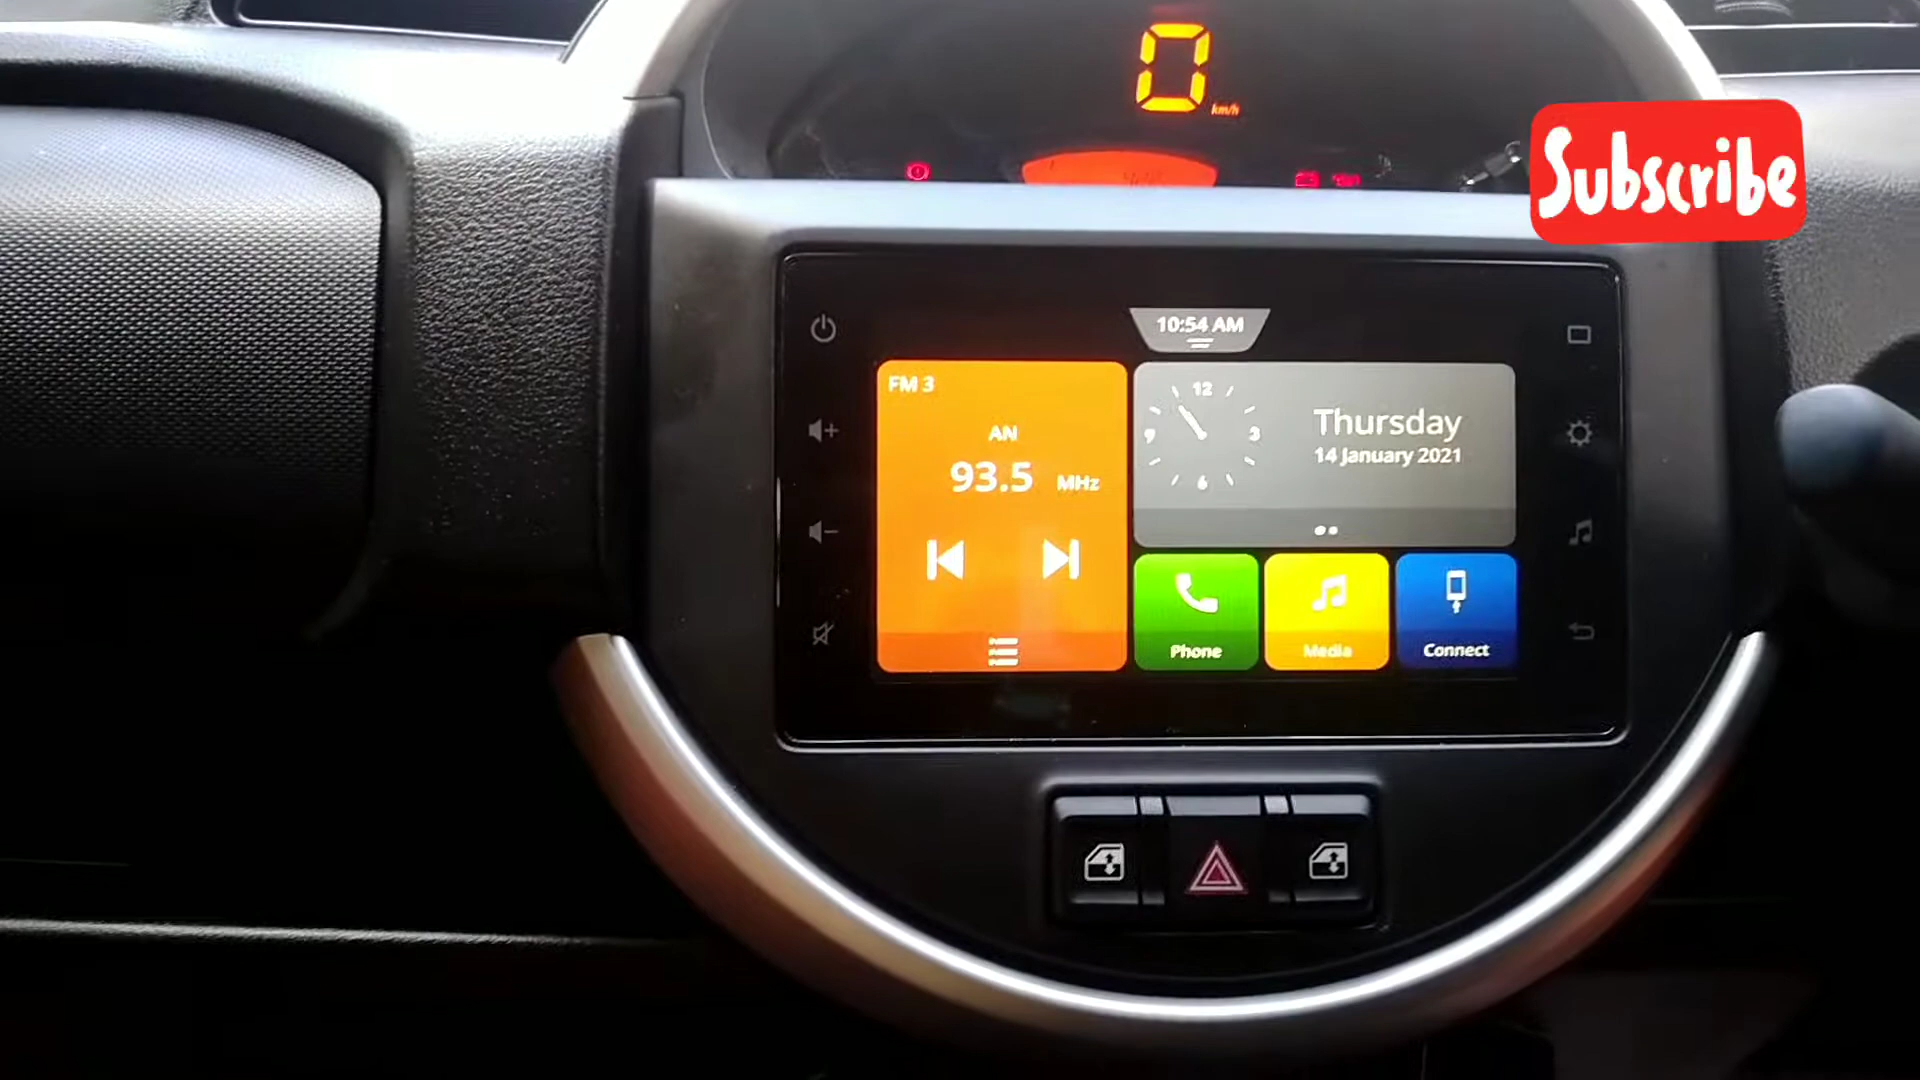 0
km/h
Subscribe
10:54 AM
FM 3
AN
93.5 MHz
12
9
3
6
Thursday
14 January 2021
Phone
Media
Connect